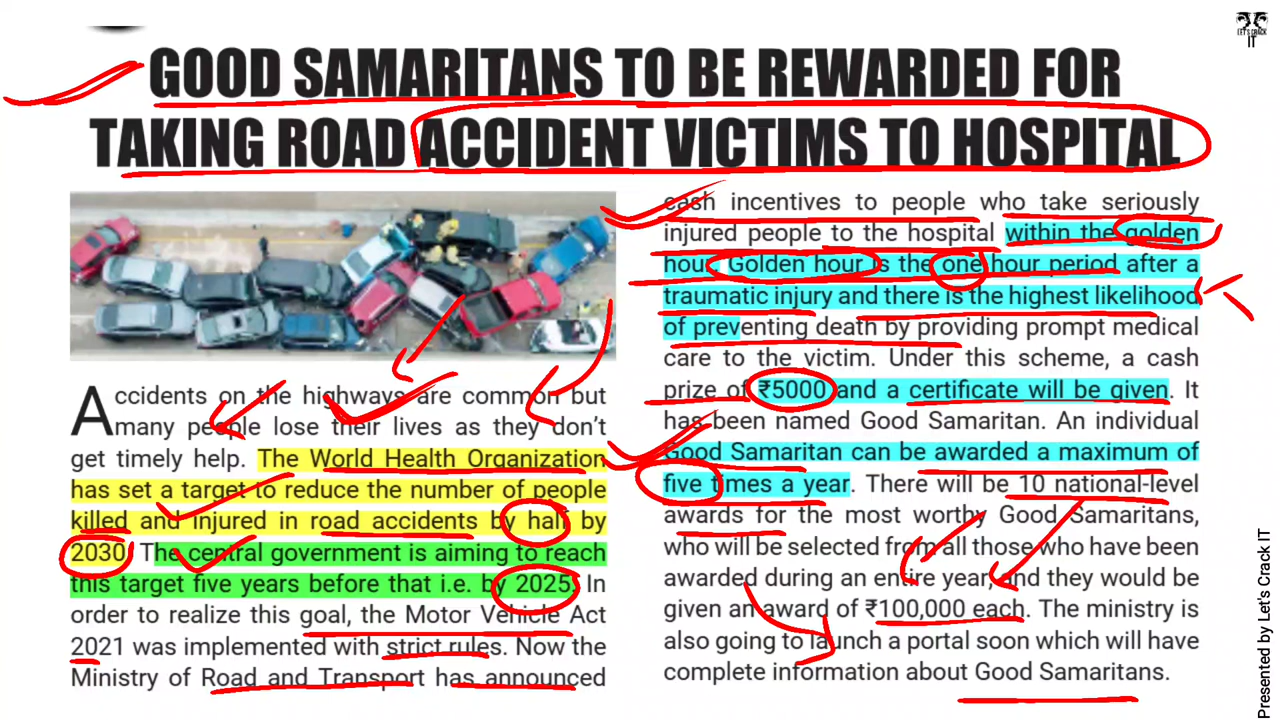 LET'S CRACK
IT
GOOD SAMARITANS TO BE REWARDED FOR
TAKING ROAD ACCIDENT VICTIMS TO HOSPITAL
Accidents on the highways are common but
many people lose their lives as they don't
get timely help. The World Health Organization
has set a target to reduce the number of people
killed and injured in road accidents by half by
2030. The central government is aiming to reach
this target five years before that i.e. by 2025. In
order to realize this goal, the Motor Vehicle Act
2021 was implemented with strict rules. Now the
Ministry of Road and Transport has announced
cash incentives to people who take seriously
injured people to the hospital within the golden
hour. Golden hour is the one hour period after a
traumatic injury and there is the highest likelihood
of preventing death by providing prompt medical
care to the victim. Under this scheme, a cash
prize of ₹5000 and a certificate will be given. It
has been named Good Samaritan. An individual
Good Samaritan can be awarded a maximum of
five times a year. There will be 10 national-level
awards for the most worthy Good Samaritans,
who will be selected from all those who have been
awarded during an entire year, and they would be
given an award of ₹100,000 each. The ministry is
also going to launch a portal soon which will have
complete information about Good Samaritans.
Presented by Let's Crack IT